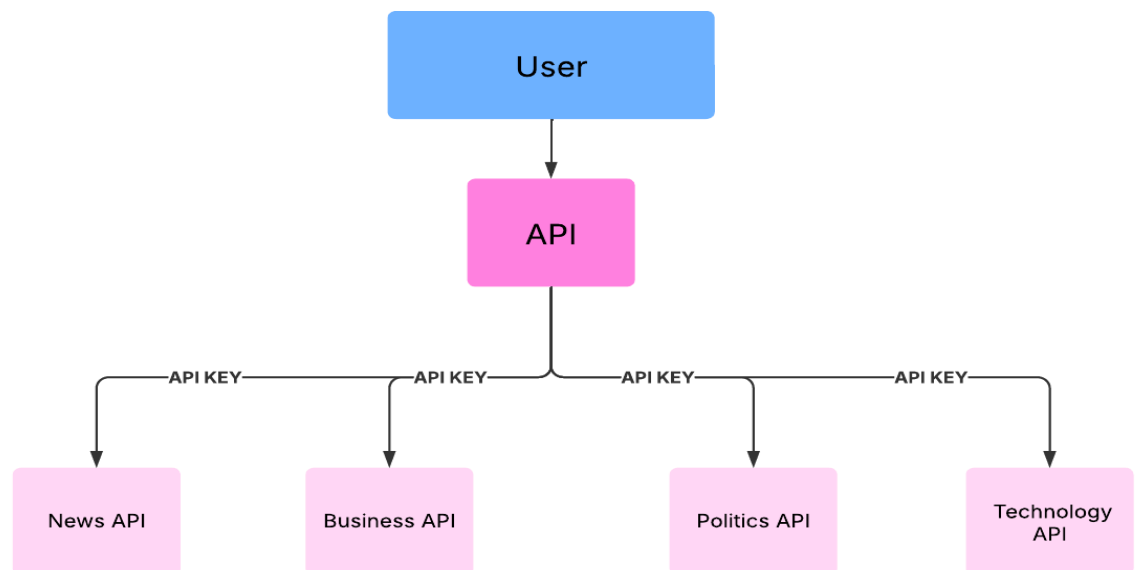 User
API
API KEY
API KEY
API KEY
API KEY
News API
Business API
Politics API
Technology
API